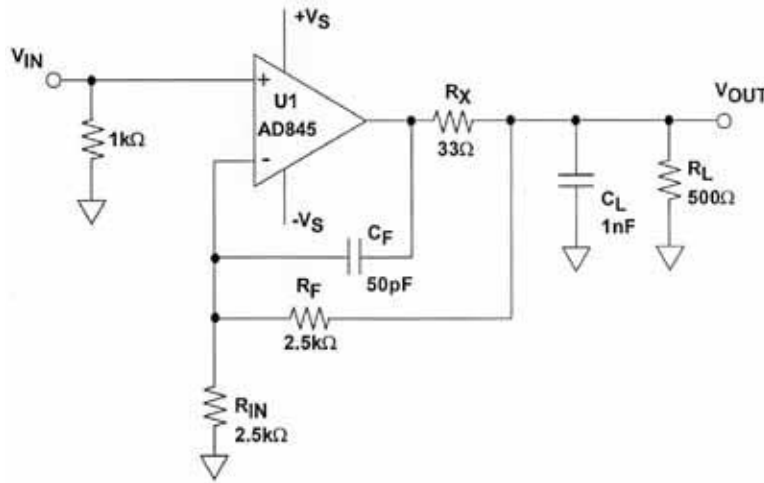 +VS
VIN
+
U1
AD845
-
-VS
1kΩ
RX
33Ω
VOUT
CL
1nF
RL
500Ω
CF
50pF
RF
2.5kΩ
RIN
2.5kΩ